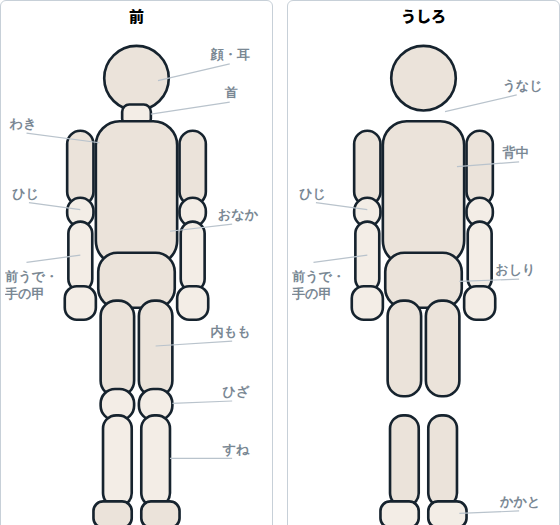 前
顔・耳
首
わき
ひじ
おなか
前うで・
手の甲
内もも
ひざ
すね
うしろ
うなじ
背中
ひじ
おしり
前うで・
手の甲
かかと